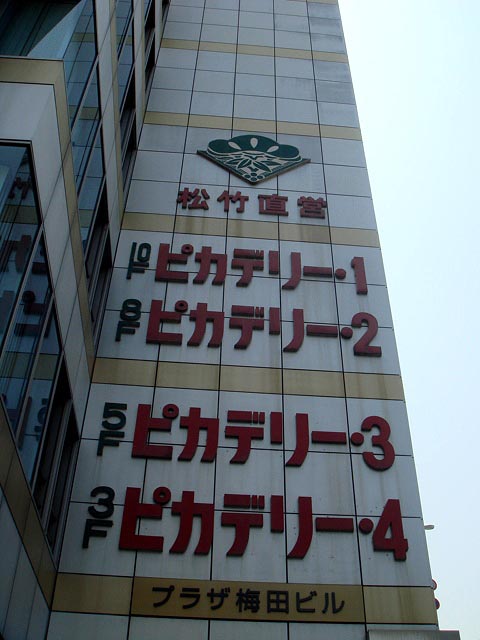 松竹直営
10F ピカデリー・1
8F ピカデリー・2
5F ピカデリー・3
3F ピカデリー・4
プラザ梅田ビル